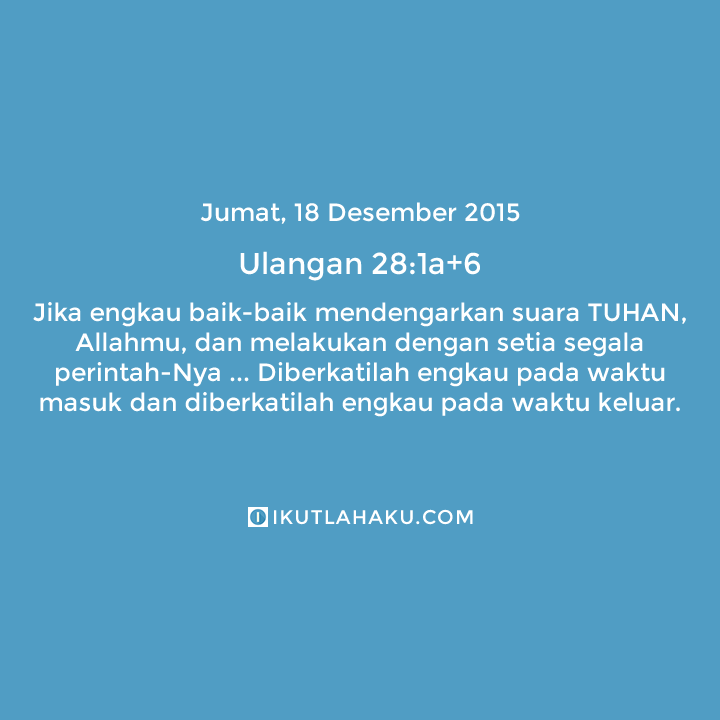 Jumat, 18 Desember 2015
Ulangan 28:1a+6
Jika engkau baik-baik mendengarkan suara TUHAN,
Allahmu, dan melakukan dengan setia segala
perintah-Nya ... Diberkatilah engkau pada waktu
masuk dan diberkatilah engkau pada waktu keluar.
IKUTLAHAKU.COM